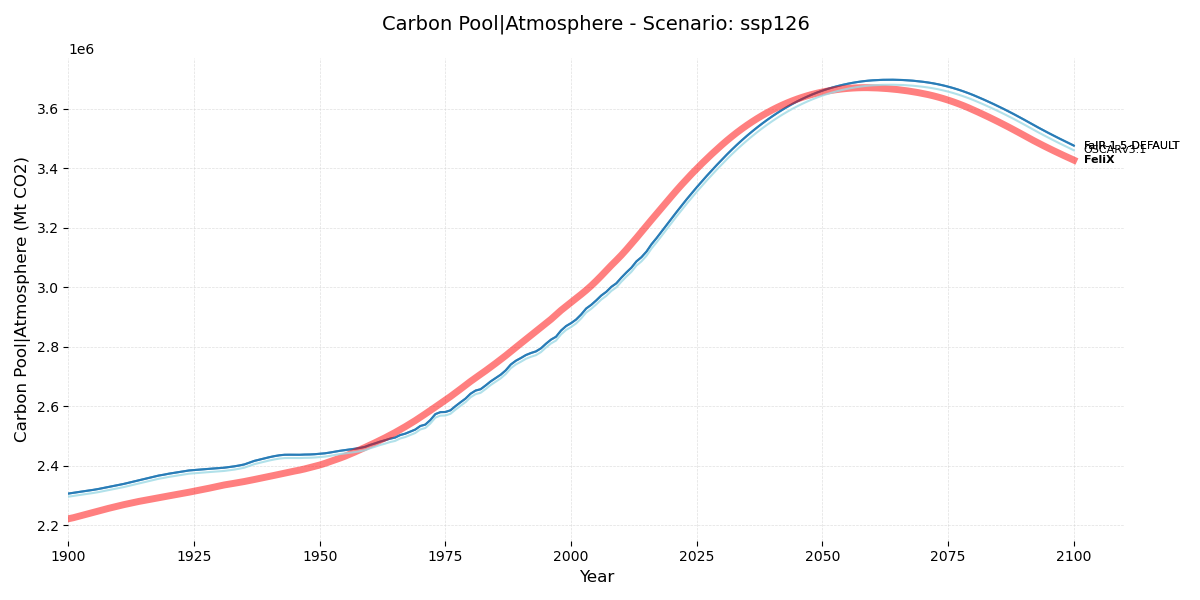 Carbon Pool|Atmosphere - Scenario: ssp126
1e6
3.6
3.4
3.2
3.0
2.8
2.6
2.4
2.2
Carbon Pool|Atmosphere (Mt CO2)
FaIR 1.5 DEFAULT
OSCARv3.1
FeliX
1900 1925 1950 1975 2000 2025 2050 2075 2100
Year